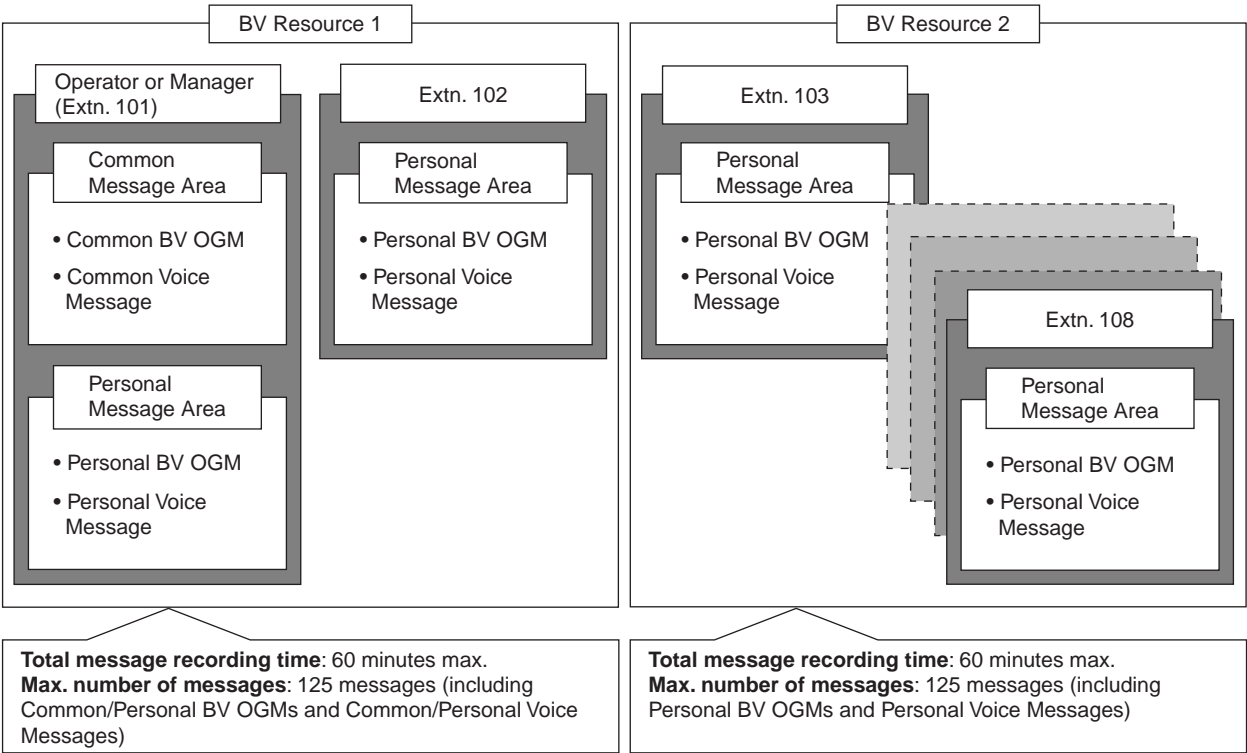 BV Resource 1
Operator or Manager
(Extn. 101)
Common
Message Area
• Common BV OGM
• Common Voice
Message
Personal
Message Area
• Personal BV OGM
• Personal Voice
Message
Extn. 102
Personal
Message Area
• Personal BV OGM
• Personal Voice
Message
Total message recording time: 60 minutes max.
Max. number of messages: 125 messages (including
Common/Personal BV OGMs and Common/Personal Voice
Messages)
BV Resource 2
Extn. 103
Personal
Message Area
• Personal BV OGM
• Personal Voice
Message
Extn. 108
Personal
Message Area
• Personal BV OGM
• Personal Voice
Message
Total message recording time: 60 minutes max.
Max. number of messages: 125 messages (including
Personal BV OGMs and Personal Voice Messages)